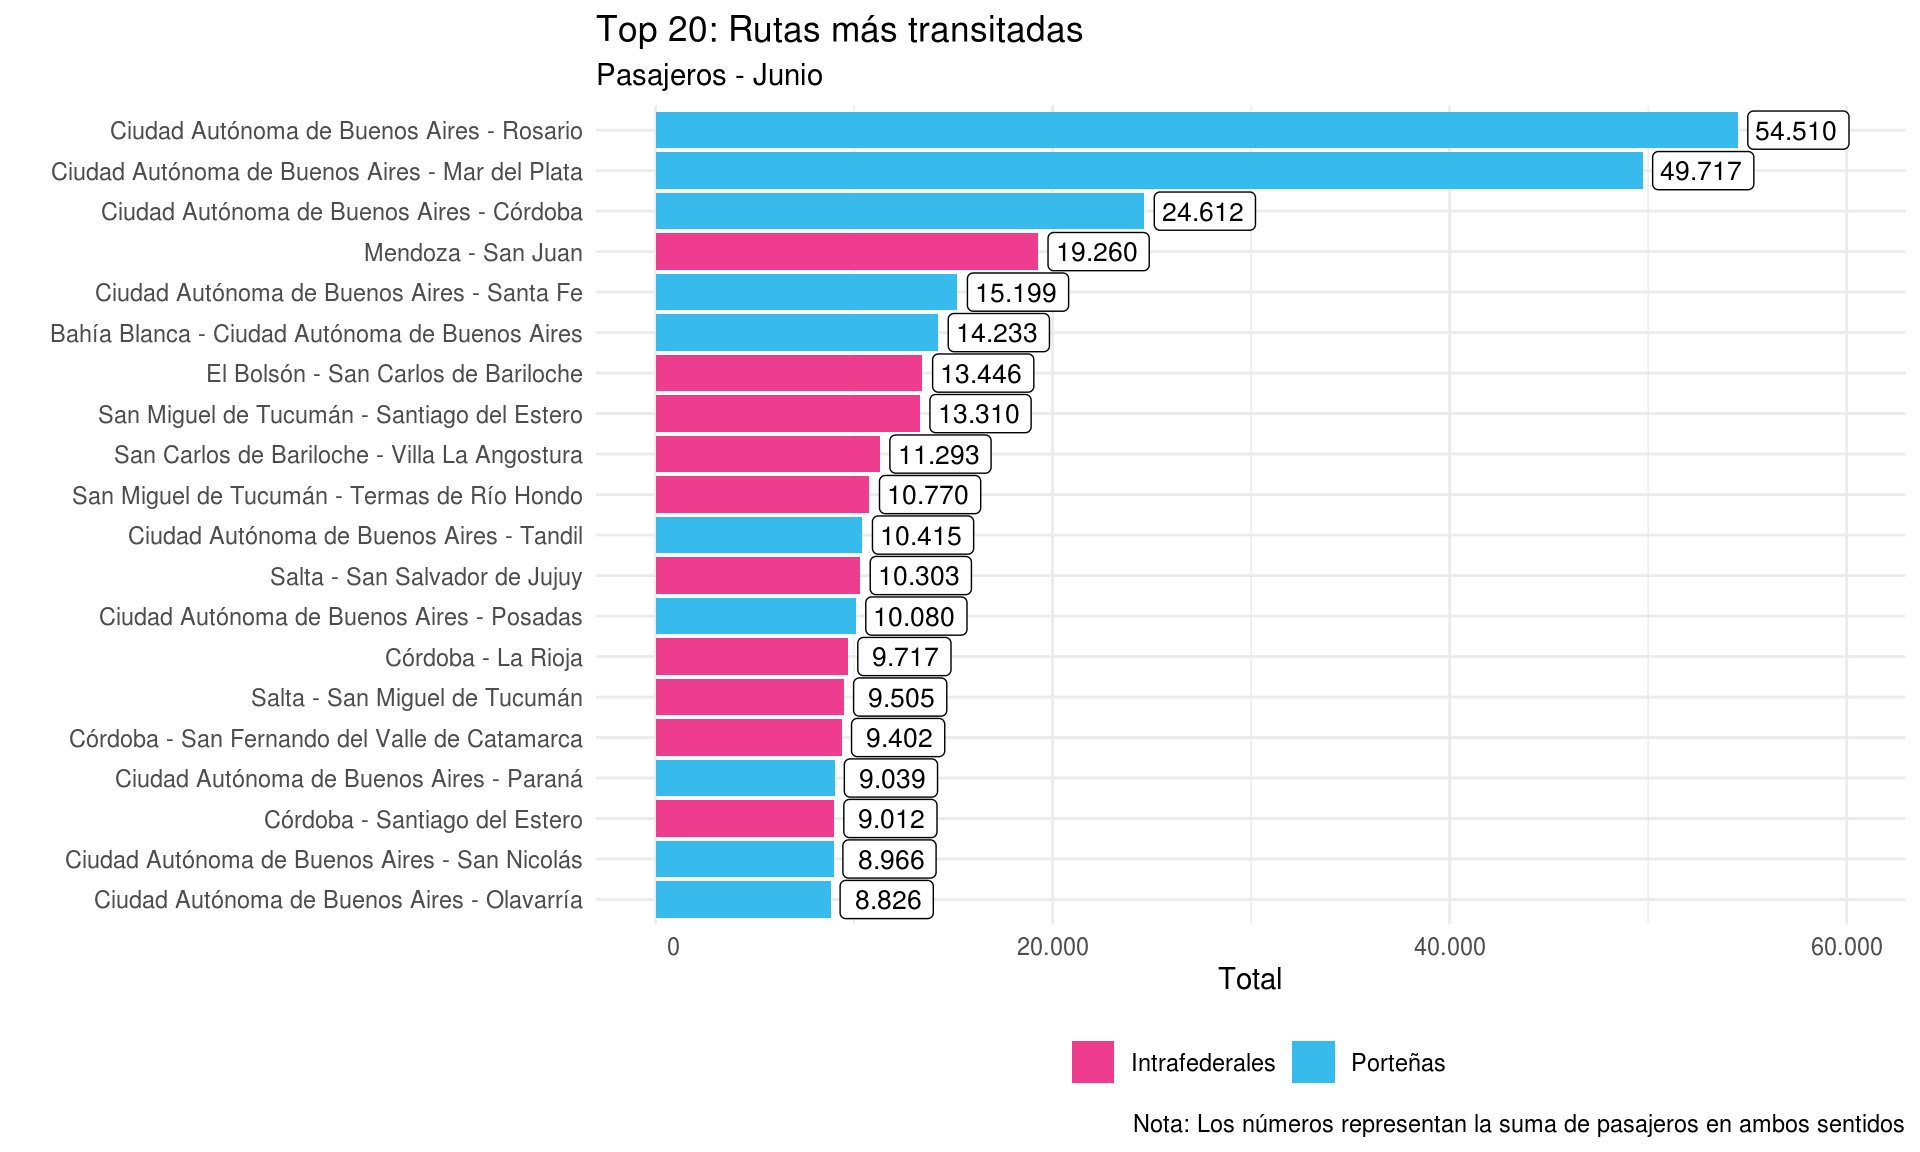 Top 20: Rutas más transitadas
Pasajeros - Junio
Ciudad Autónoma de Buenos Aires - Rosario 54.510
Ciudad Autónoma de Buenos Aires - Mar del Plata 49.717
Ciudad Autónoma de Buenos Aires - Córdoba 24.612
Mendoza - San Juan 19.260
Ciudad Autónoma de Buenos Aires - Santa Fe 15.199
Bahía Blanca - Ciudad Autónoma de Buenos Aires 14.233
El Bolsón - San Carlos de Bariloche 13.446
San Miguel de Tucumán - Santiago del Estero 13.310
San Carlos de Bariloche - Villa La Angostura 11.293
San Miguel de Tucumán - Termas de Río Hondo 10.770
Ciudad Autónoma de Buenos Aires - Tandil 10.415
Salta - San Salvador de Jujuy 10.303
Ciudad Autónoma de Buenos Aires - Posadas 10.080
Córdoba - La Rioja 9.717
Salta - San Miguel de Tucumán 9.505
Córdoba - San Fernando del Valle de Catamarca 9.402
Ciudad Autónoma de Buenos Aires - Paraná 9.039
Córdoba - Santiago del Estero 9.012
Ciudad Autónoma de Buenos Aires - San Nicolás 8.966
Ciudad Autónoma de Buenos Aires - Olavarría 8.826
0 20.000 40.000 60.000
Total
Intrafederales Porteñas
Nota: Los números representan la suma de pasajeros en ambos sentidos